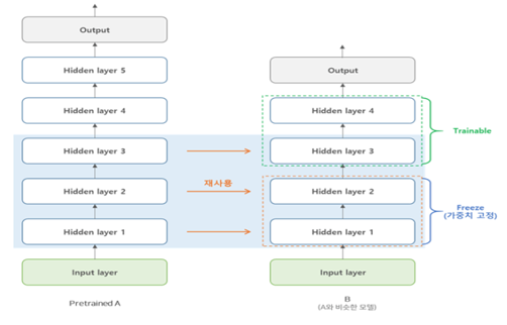 Output
Hidden layer 5
Hidden layer 4
Hidden layer 3
Hidden layer 2
Hidden layer 1
Input layer
Pretrained A
재사용
Output
Hidden layer 4
Hidden layer 3
Hidden layer 2
Hidden layer 1
Input layer
B
(A와 비슷한 모델)
Trainable
Freeze
(가중치 고정)